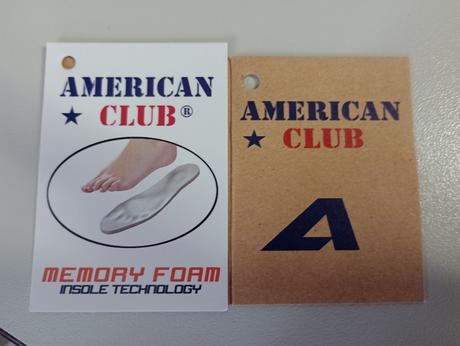 AMERICAN
★ CLUB®
MEMORY FOAM
INSOLE TECHNOLOGY
AMERICAN
★ CLUB
A